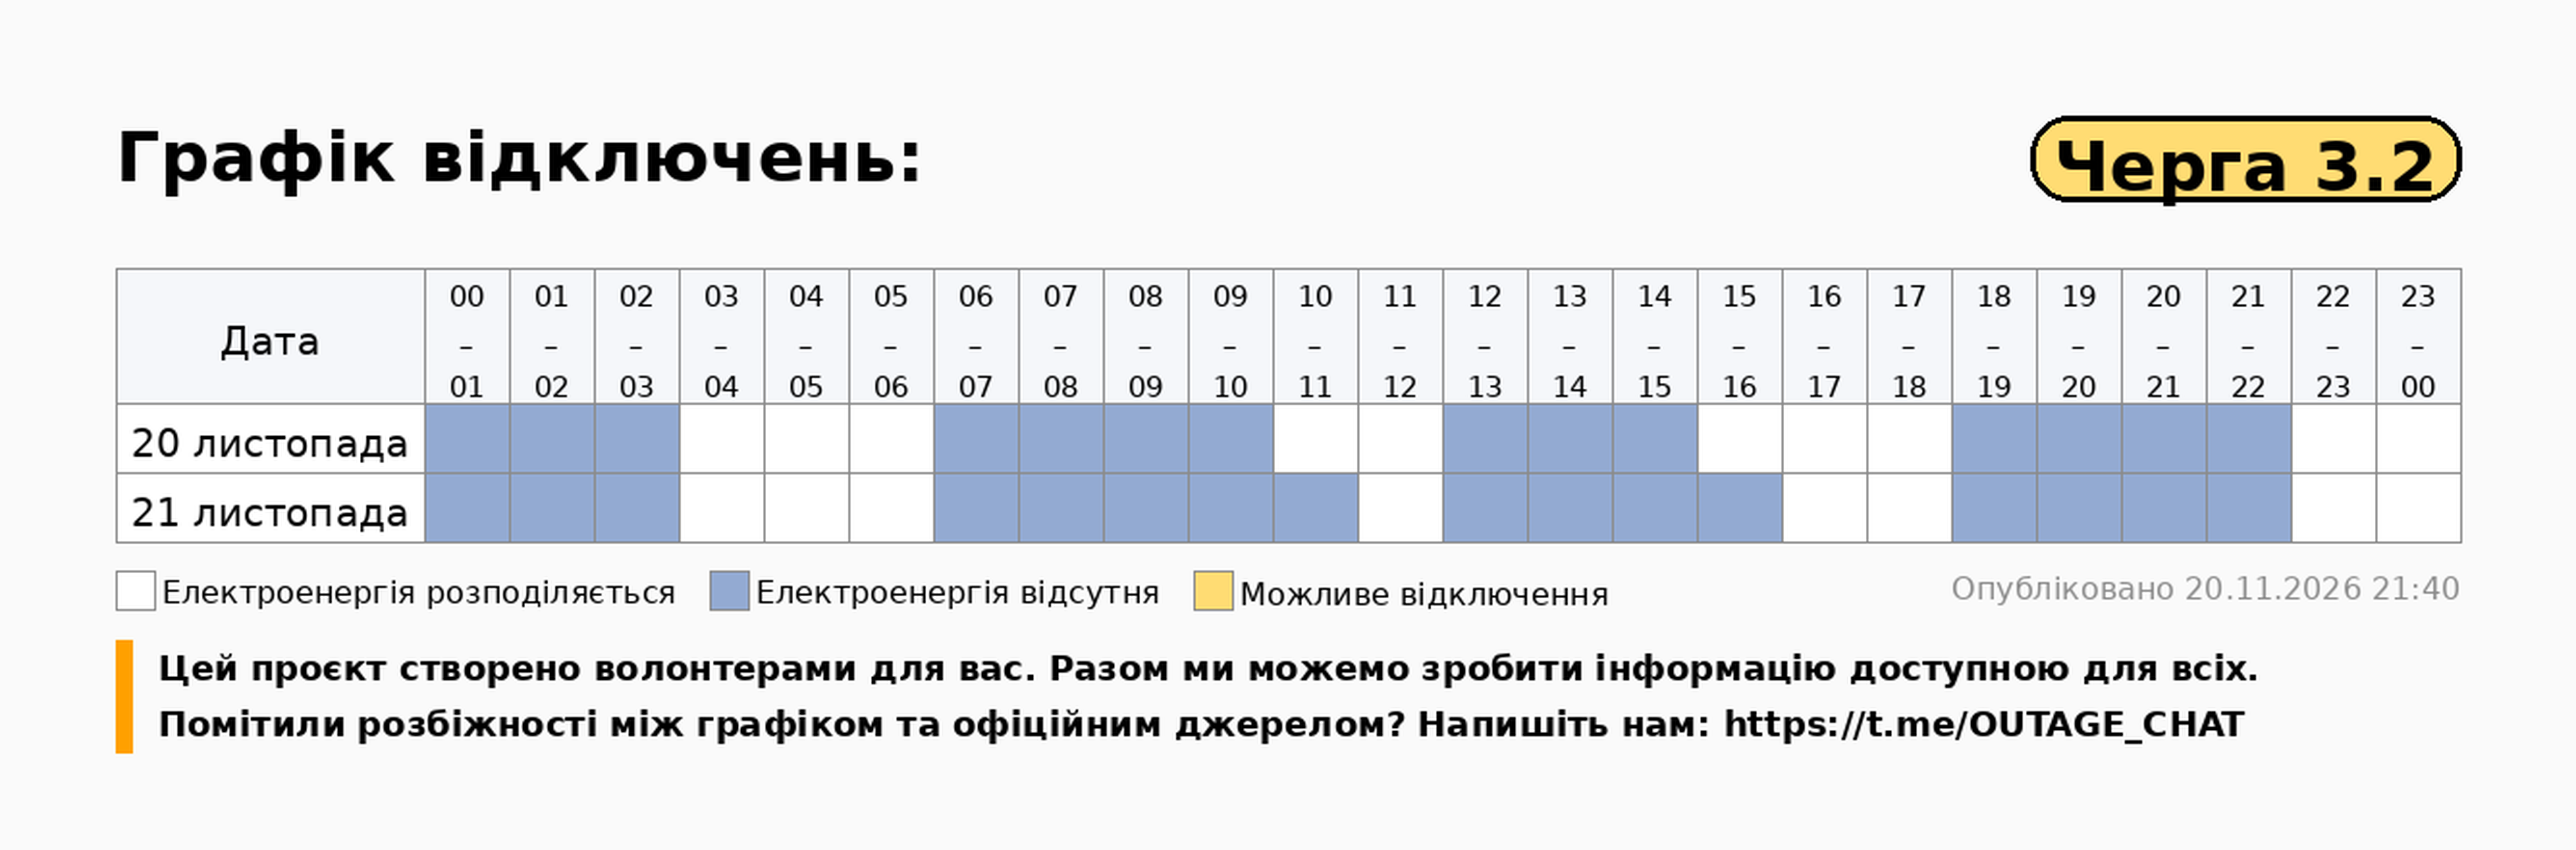 Графік відключень:
Черга 3.2
Дата 00 – 01 01 – 02 02 – 03 03 – 04 04 – 05 05 – 06 06 – 07 07 – 08 08 – 09 09 – 10 10 – 11 11 – 12 12 – 13 13 – 14 14 – 15 15 – 16 16 – 17 17 – 18 18 – 19 19 – 20 20 – 21 21 – 22 22 – 23 23 – 00
20 листопада
21 листопада
Електроенергія розподіляється Електроенергія відсутня Можливе відключення Опубліковано 20.11.2026 21:40
Цей проєкт створено волонтерами для вас. Разом ми можемо зробити інформацію доступною для всіх.
Помітили розбіжності між графіком та офіційним джерелом? Напишіть нам: https://t.me/OUTAGE_CHAT